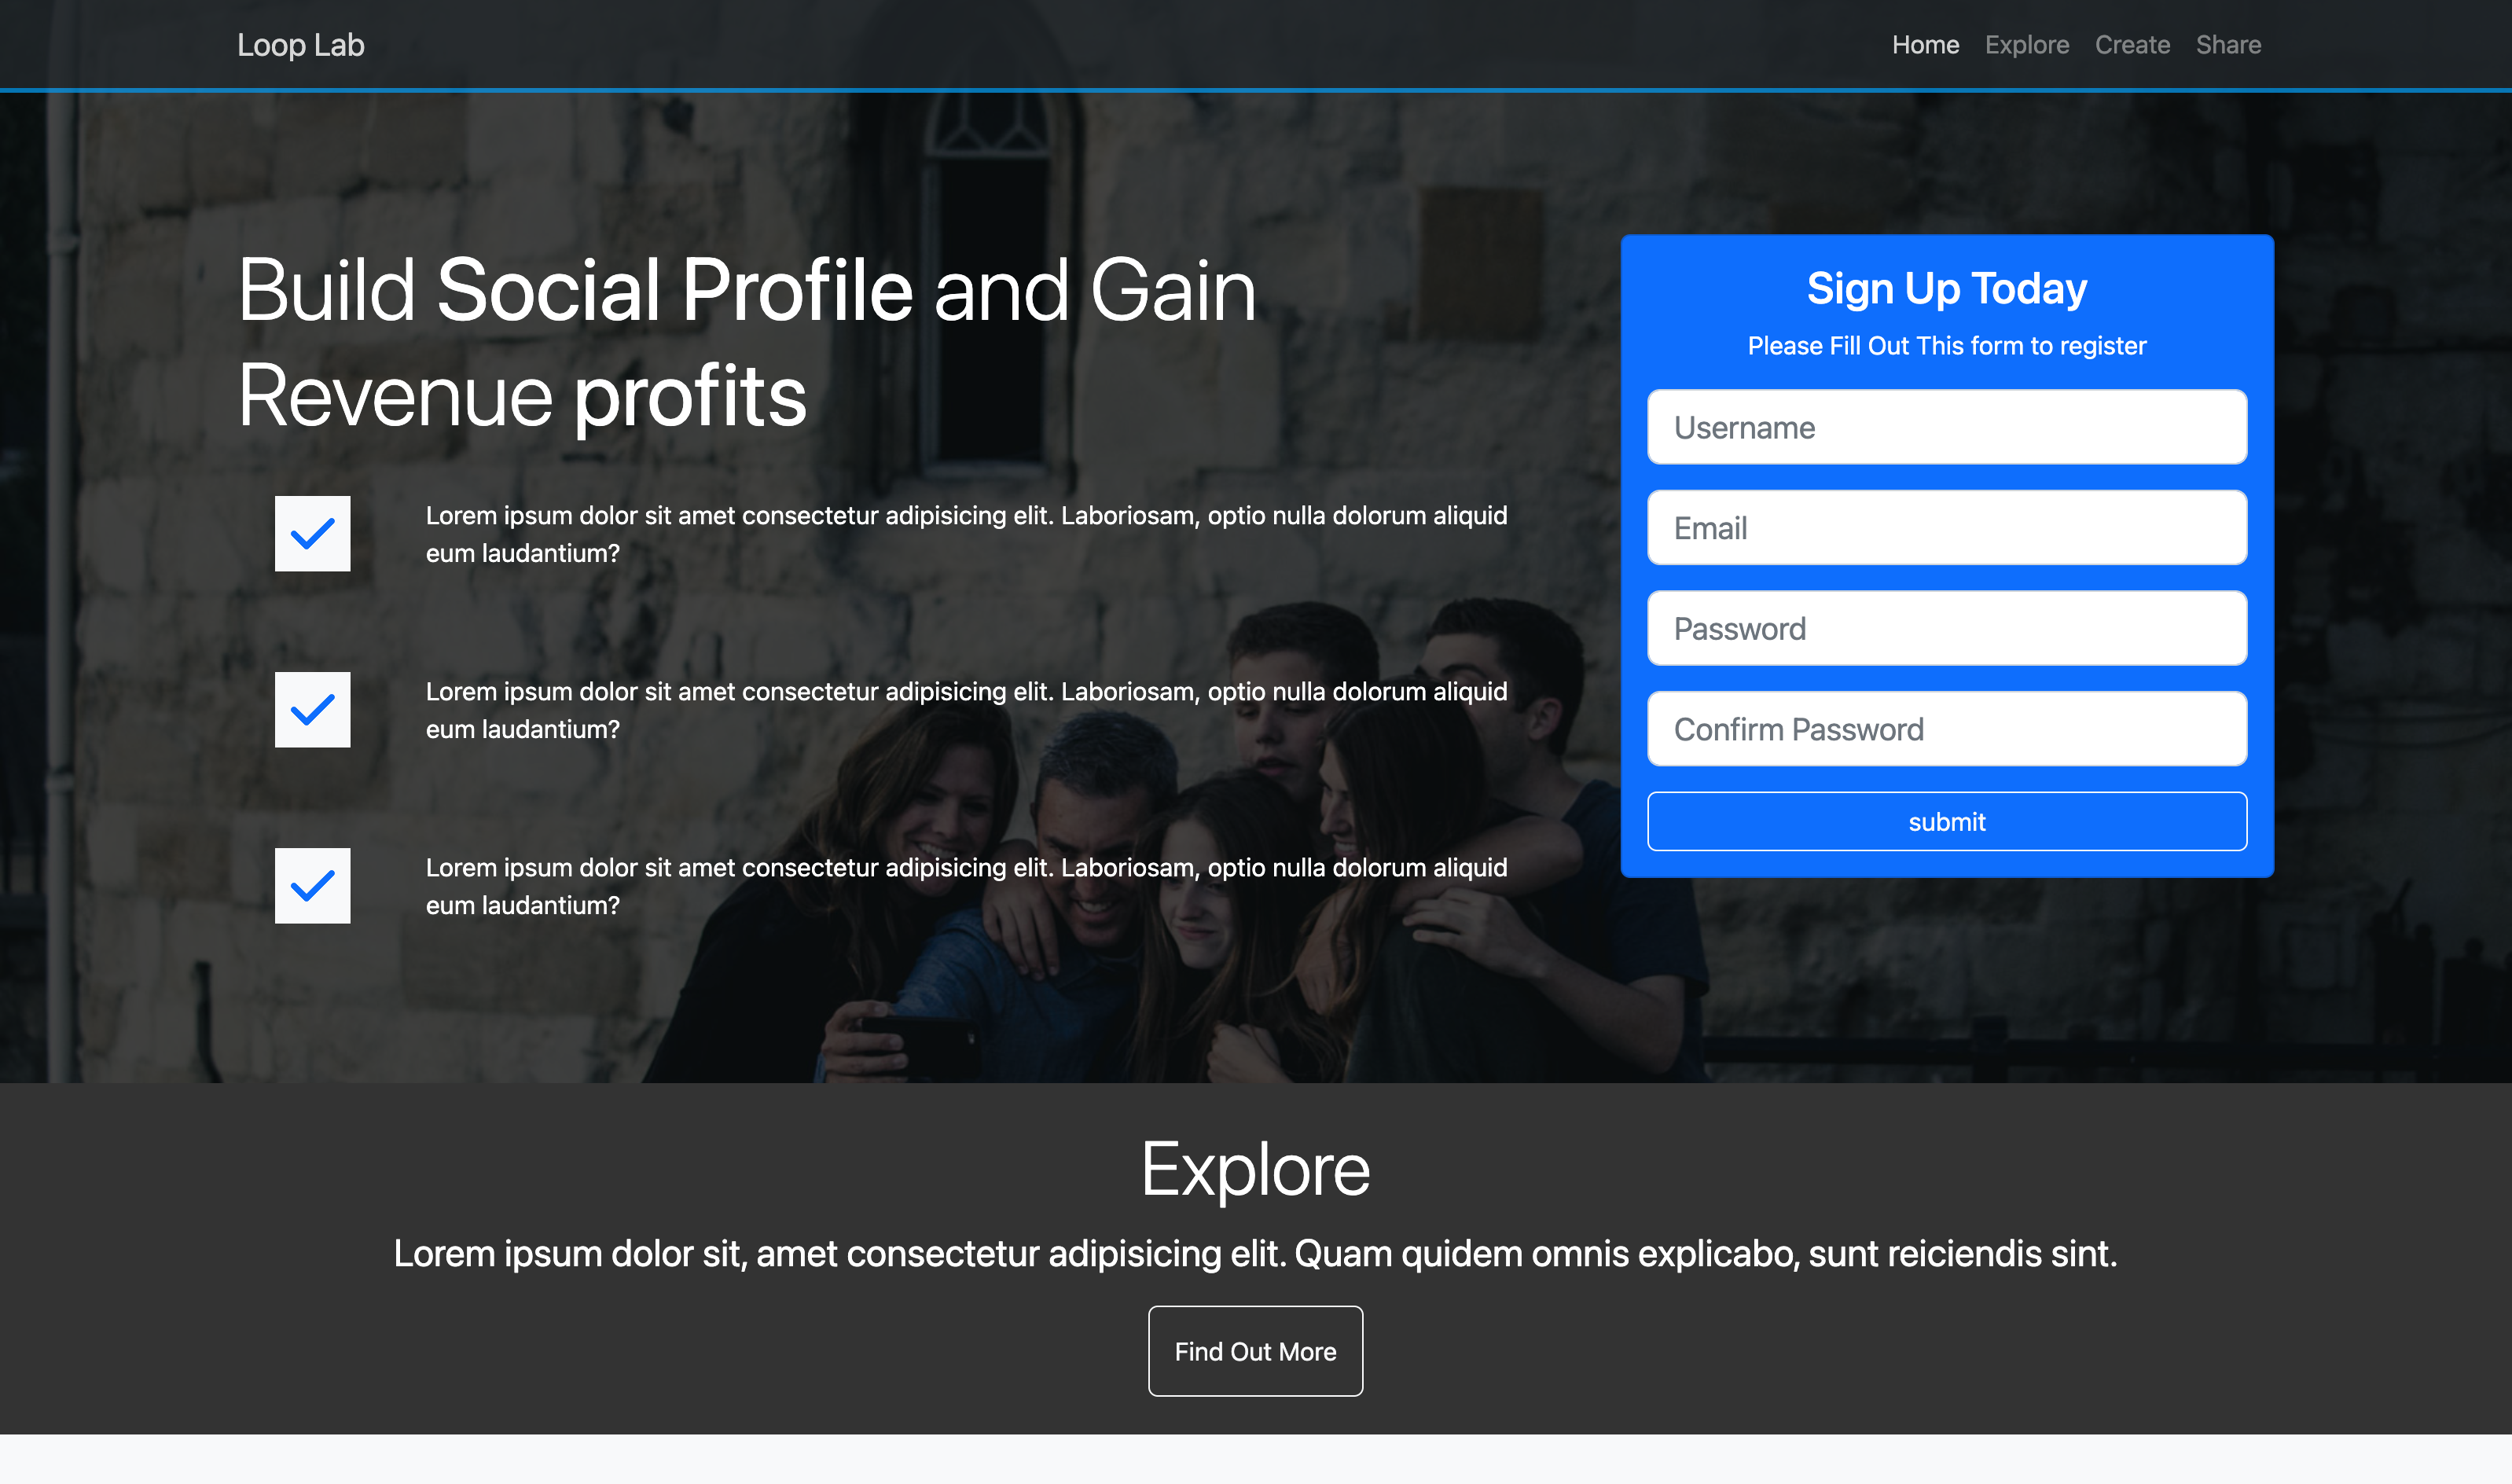 Loop Lab
Home Explore Create Share
Build Social Profile and Gain
Revenue profits
Lorem ipsum dolor sit amet consectetur adipisicing elit. Laboriosam, optio nulla dolorum aliquid
eum laudantium?
Lorem ipsum dolor sit amet consectetur adipisicing elit. Laboriosam, optio nulla dolorum aliquid
eum laudantium?
Lorem ipsum dolor sit amet consectetur adipisicing elit. Laboriosam, optio nulla dolorum aliquid
eum laudantium?
Sign Up Today
Please Fill Out This form to register
Username
Email
Password
Confirm Password
submit
Explore
Lorem ipsum dolor sit, amet consectetur adipisicing elit. Quam quidem omnis explicabo, sunt reiciendis sint.
Find Out More